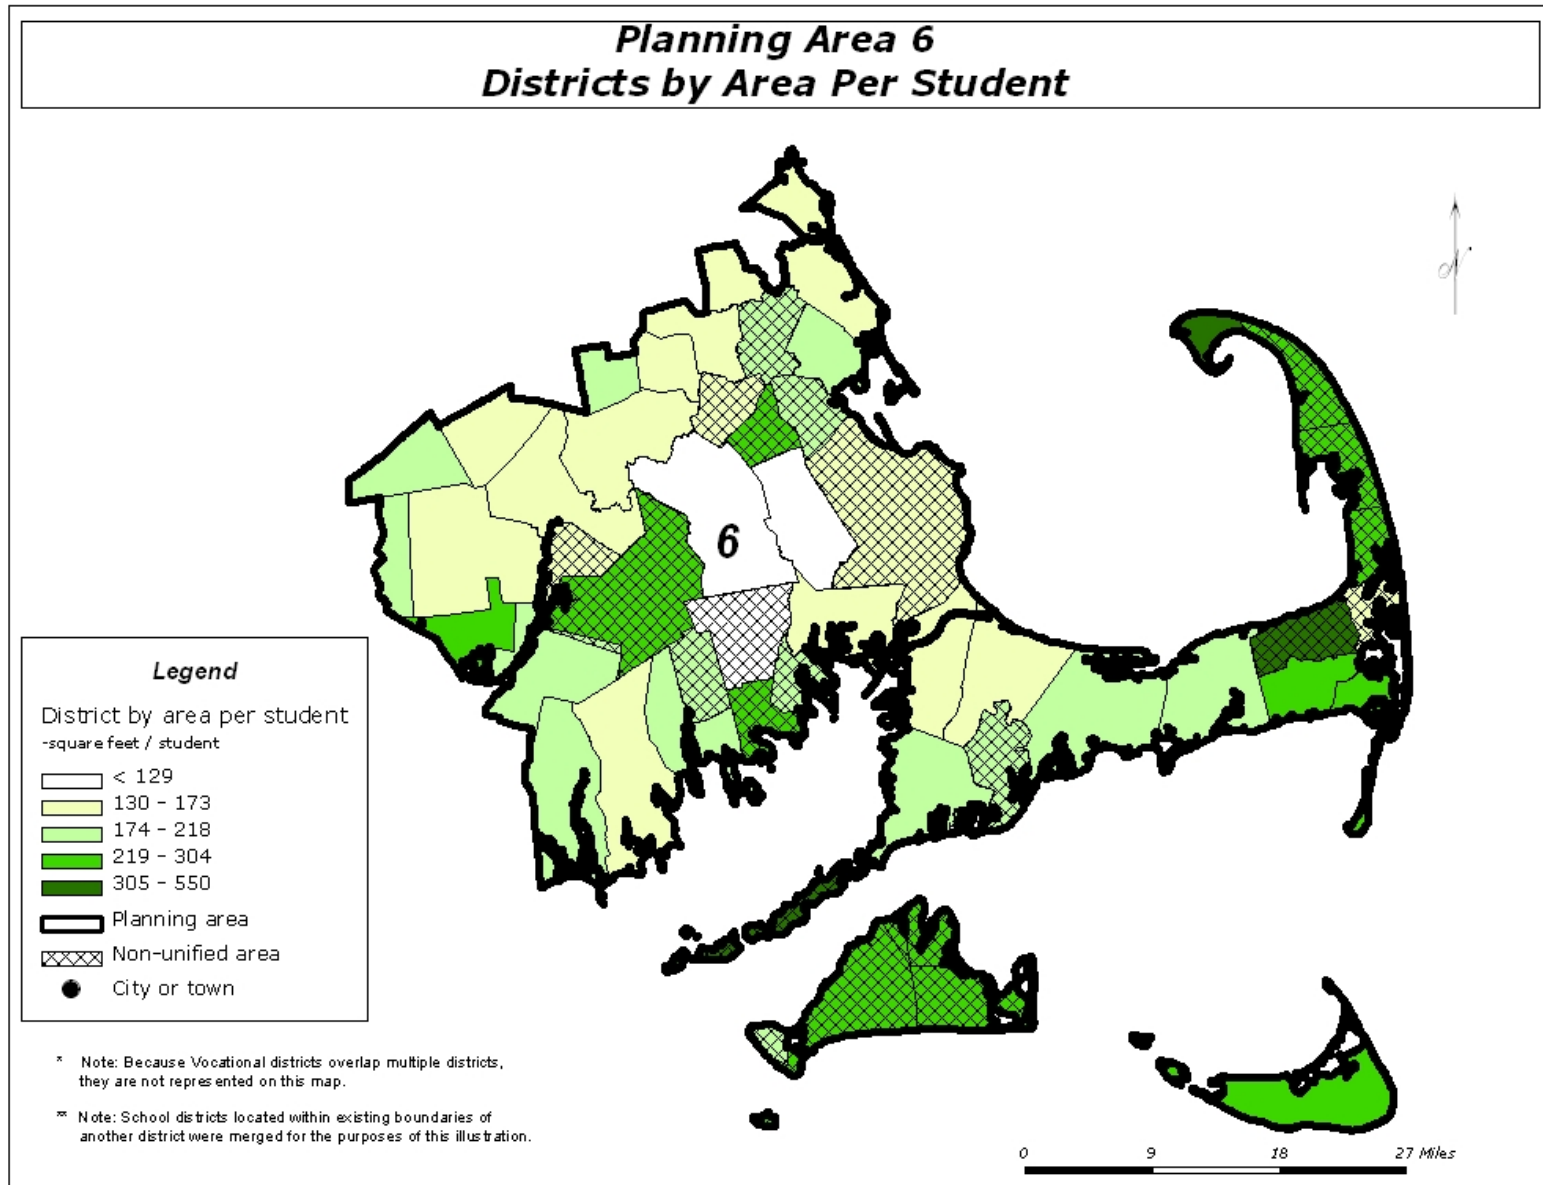 Planning Area 6
Districts by Area Per Student
N
6
Legend
District by area per student
-square feet / student
< 129
130 - 173
174 - 218
219 - 304
305 - 550
Planning area
Non-unified area
City or town
* Note: Because Vocational districts overlap multiple districts,
they are not represented on this map.
** Note: School districts located within existing boundaries of
another district were merged for the purposes of this illustration.
0 9 18 27 Miles